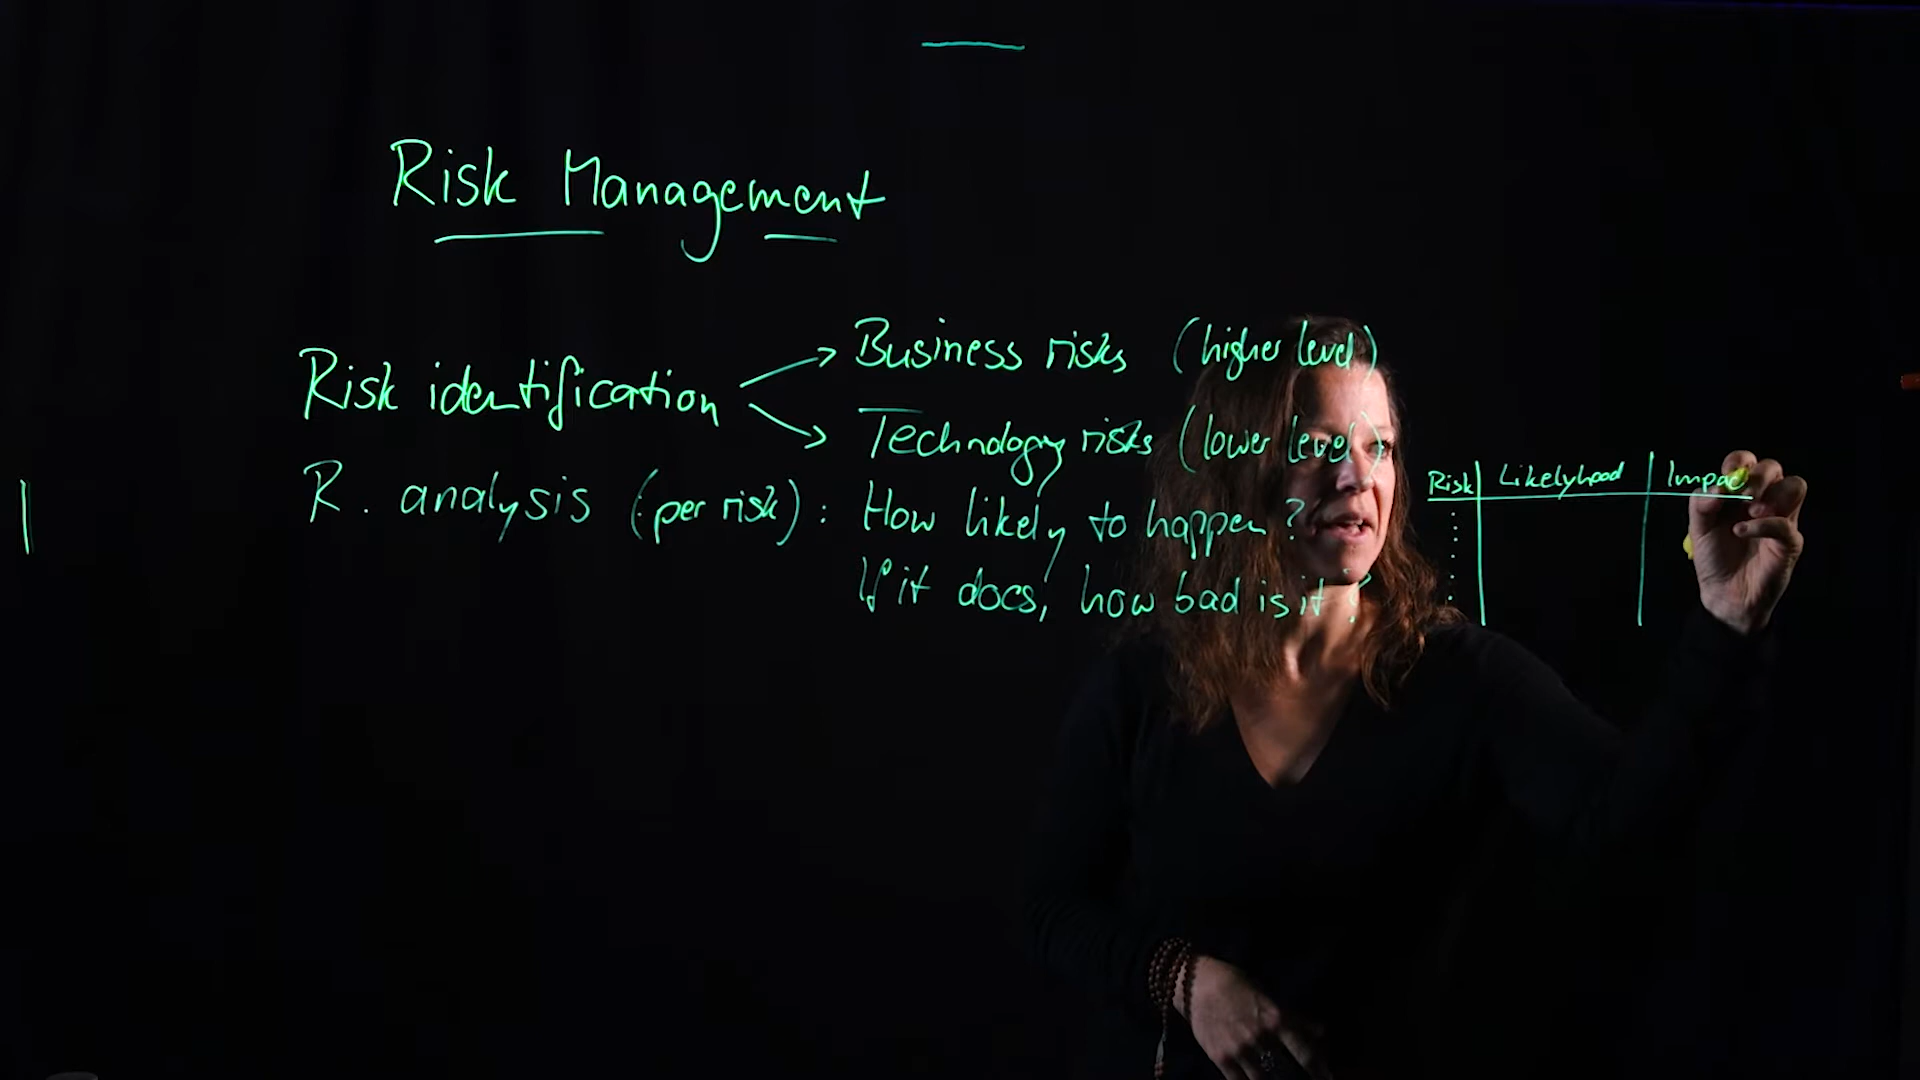 Risk Management
Risk identification
Business risks (higher level)
Technology risks (lower level)
R. analysis (per risk): How likely to happen?
If it does, how bad is it?
Risk Likelyhood Impac